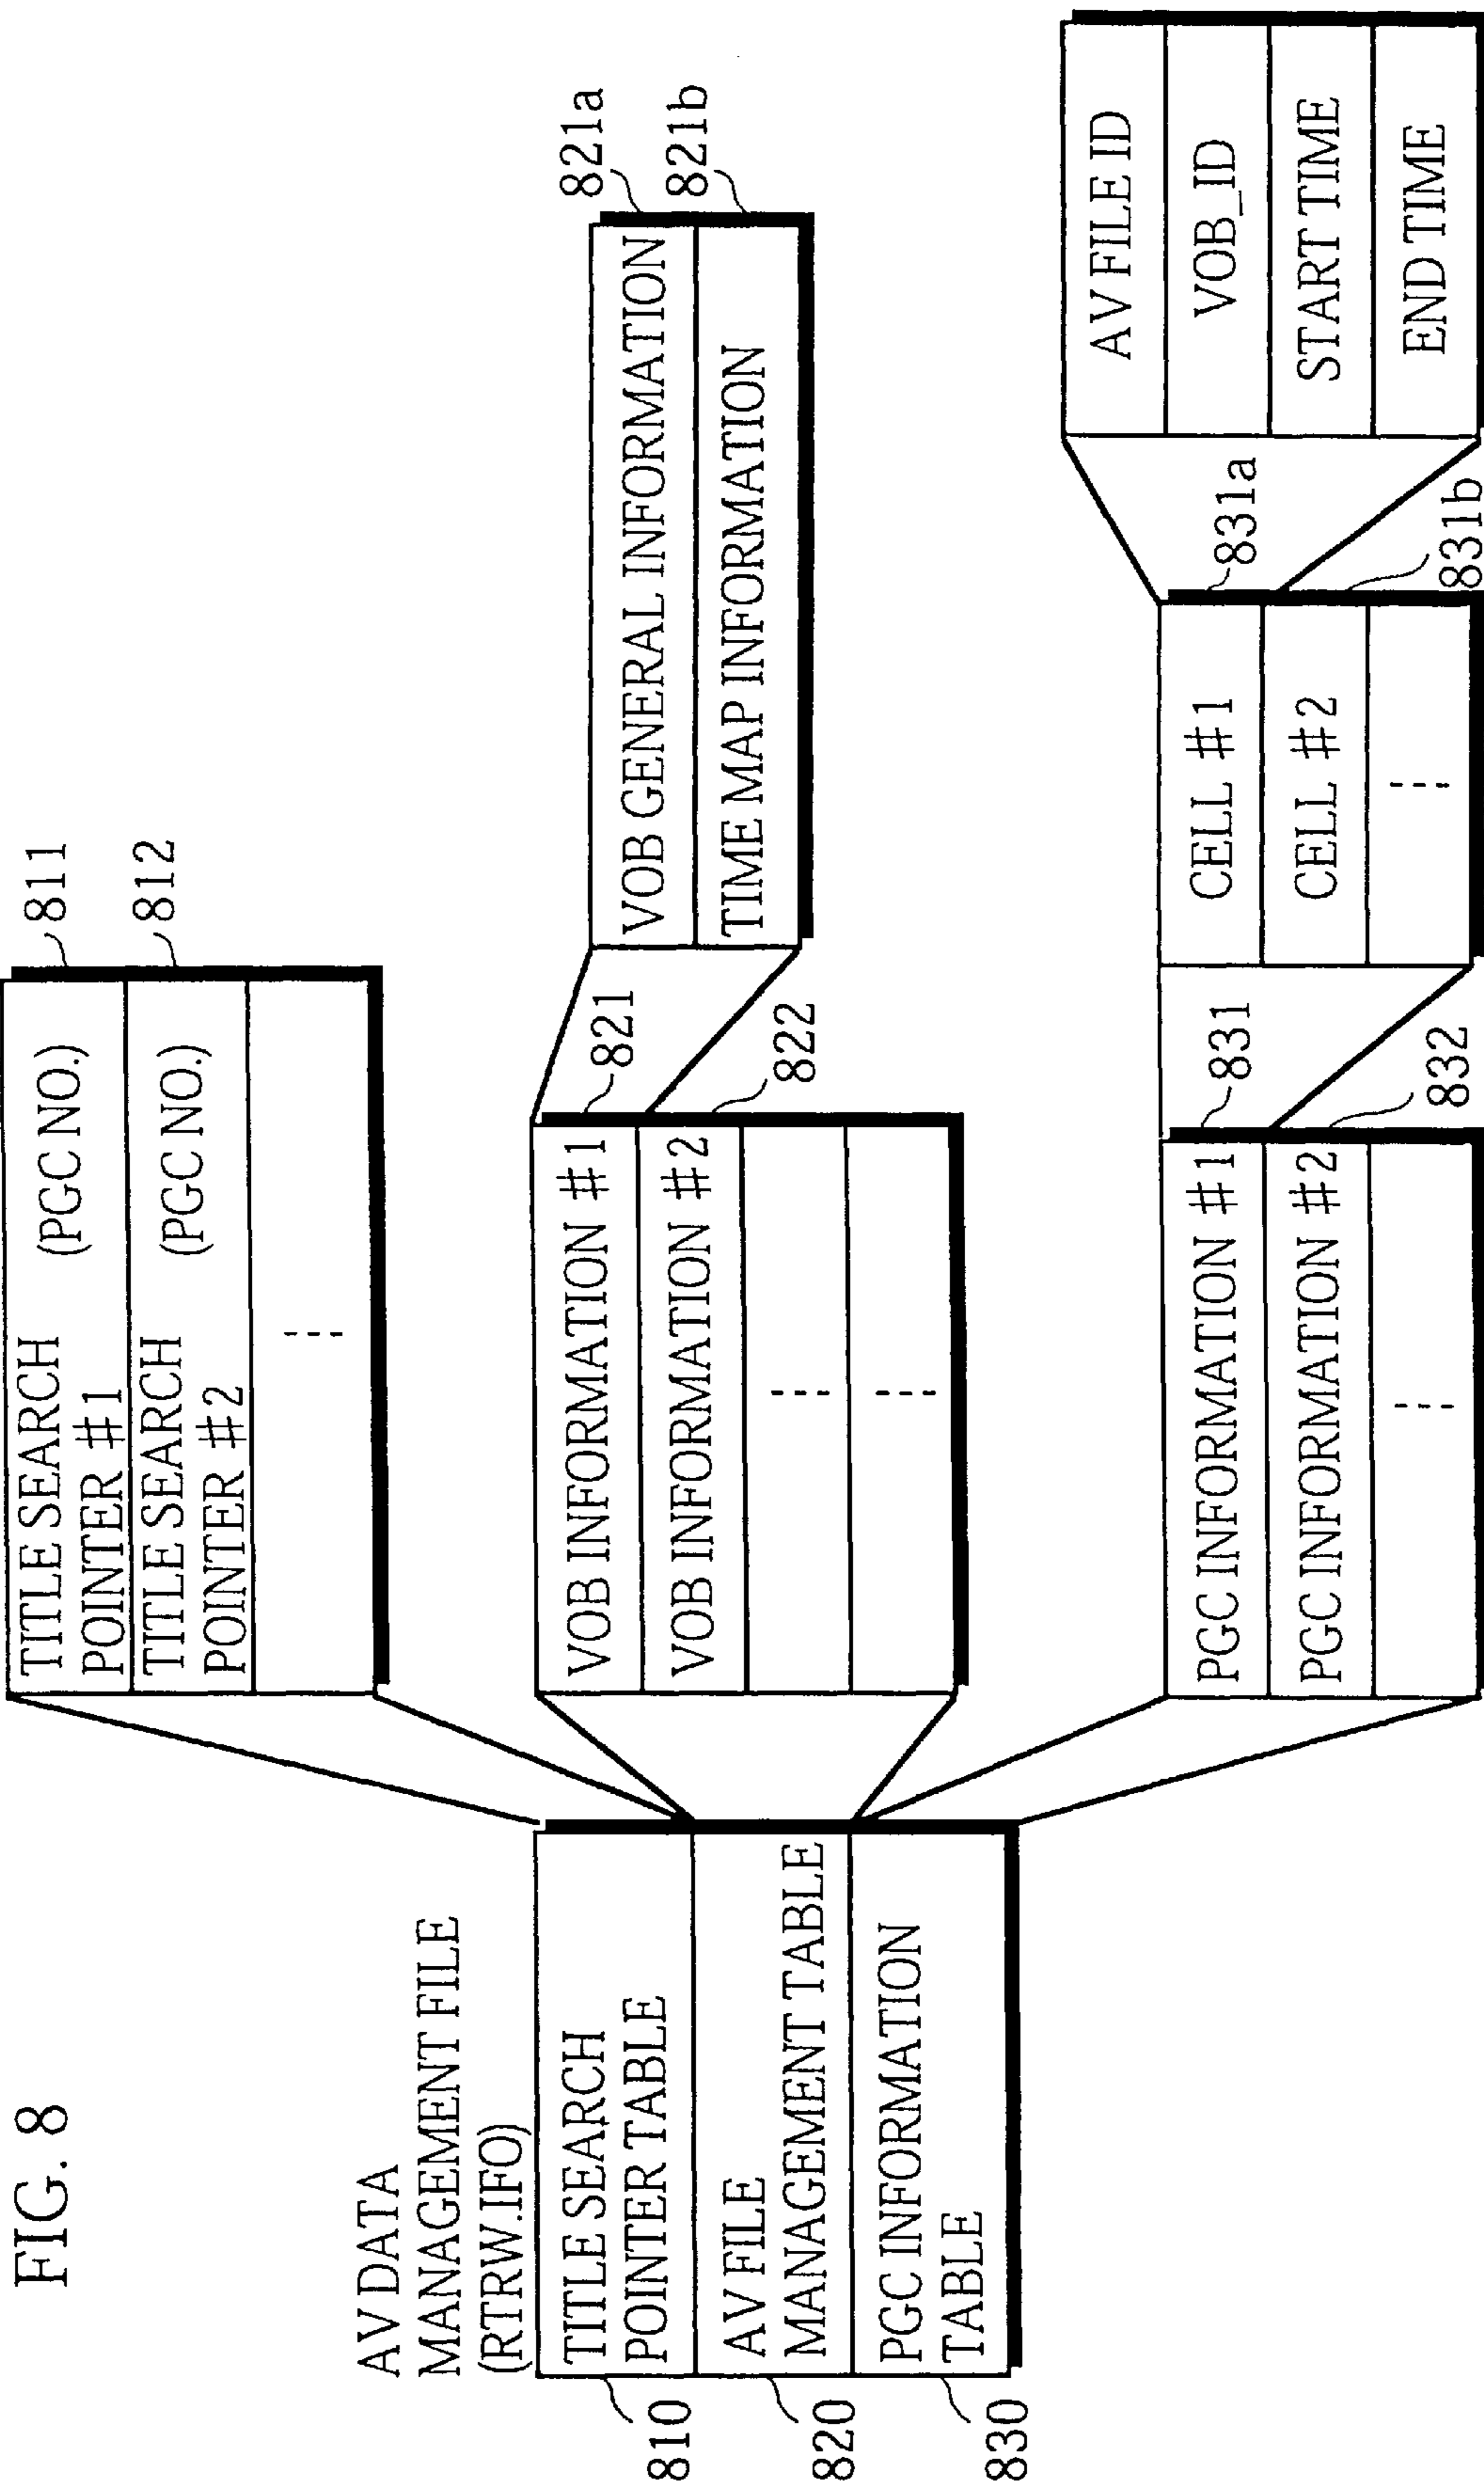 FIG. 8
AV DATA
MANAGEMENT FILE
(RTRW.IFO)
810
TITLE SEARCH
POINTER TABLE
820
AV FILE
MANAGEMENT TABLE
830
PGC INFORMATION
TABLE
TITLE SEARCH
POINTER #1 (PGC NO.)
811
TITLE SEARCH
POINTER #2 (PGC NO.)
812
VOB INFORMATION #1
821
VOB INFORMATION #2
822
VOB GENERAL INFORMATION
821a
TIME MAP INFORMATION
821b
PGC INFORMATION #1
831
PGC INFORMATION #2
832
CELL #1
831a
CELL #2
831b
AV FILE ID
VOB_ID
START TIME
END TIME